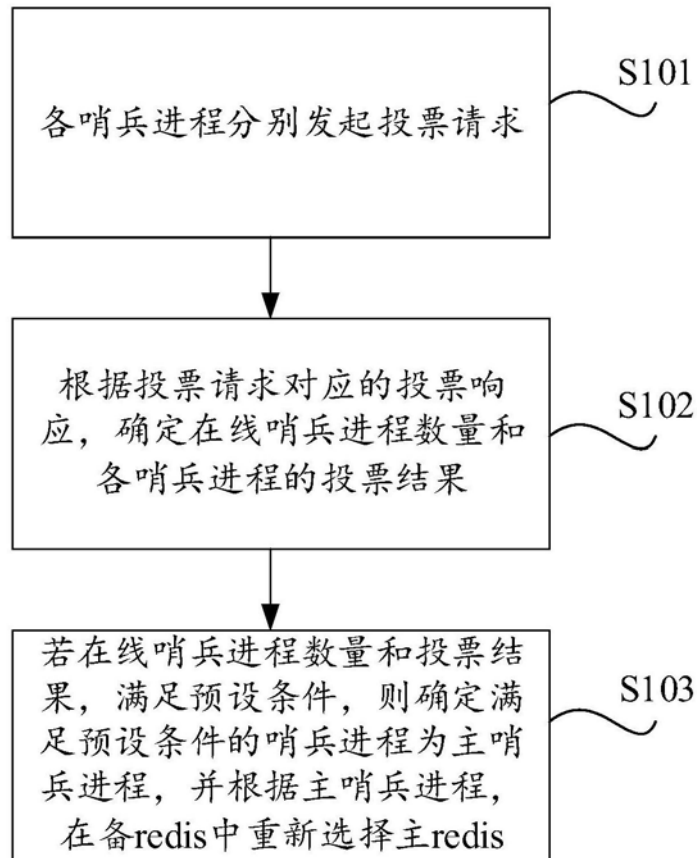 各哨兵进程分别发起投票请求
S101
根据投票请求对应的投票响
应，确定在线哨兵进程数量和
各哨兵进程的投票结果
S102
若在线哨兵进程数量和投票结
果，满足预设条件，则确定满
足预设条件的哨兵进程为主哨
兵进程，并根据主哨兵进程，
在备redis中重新选择主redis
S103